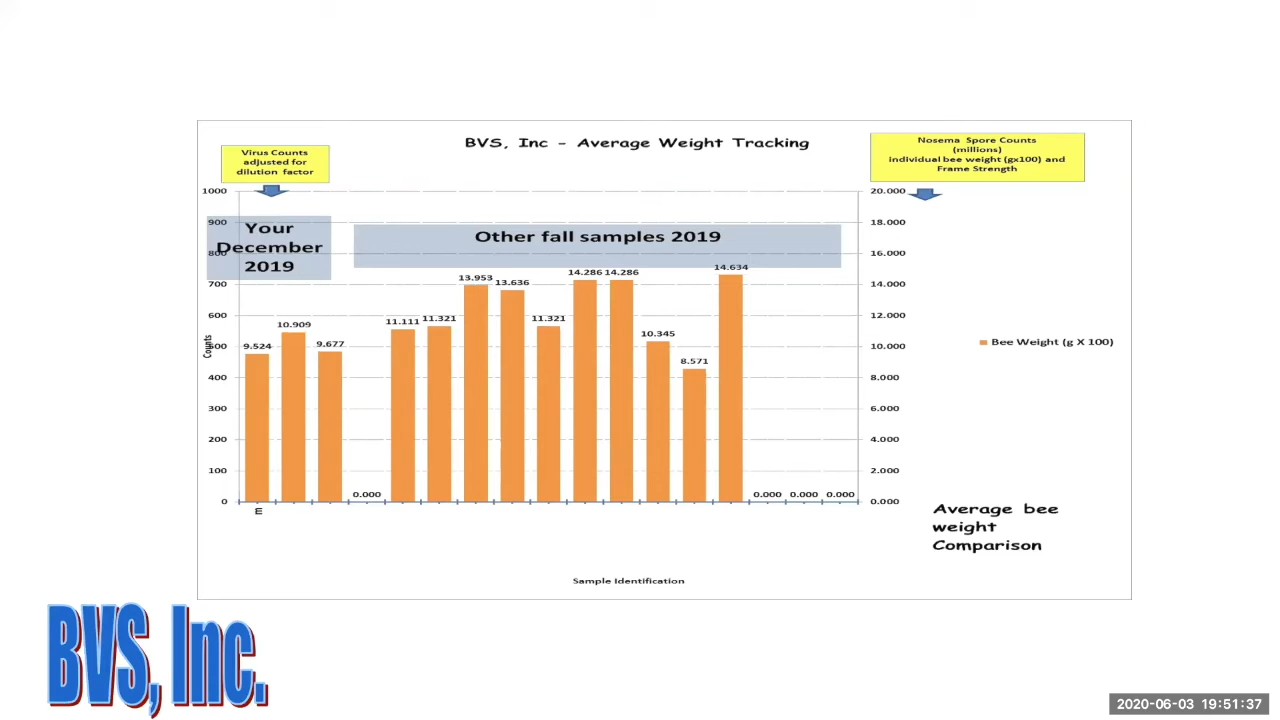 BVS, Inc - Average Weight Tracking
Virus Counts
adjusted for
dilution factor
Nosema Spore Counts
(millions)
individual bee weight (gx100) and
Frame Strength
1000
900
800
700
600
500
400
300
200
100
0
Counts
20.000
18.000
16.000
14.000
12.000
10.000
8.000
6.000
4.000
2.000
0.000
Your
December
2019
Other fall samples 2019
9.524
10.909
9.677
0.000
11.111
11.321
13.953
13.636
11.321
14.286
14.286
10.345
8.571
14.634
0.000
0.000
0.000
Bee Weight (g X 100)
E
Sample Identification
Average bee
weight
Comparison
BVS, Inc.
2020-06-03 19:51:37